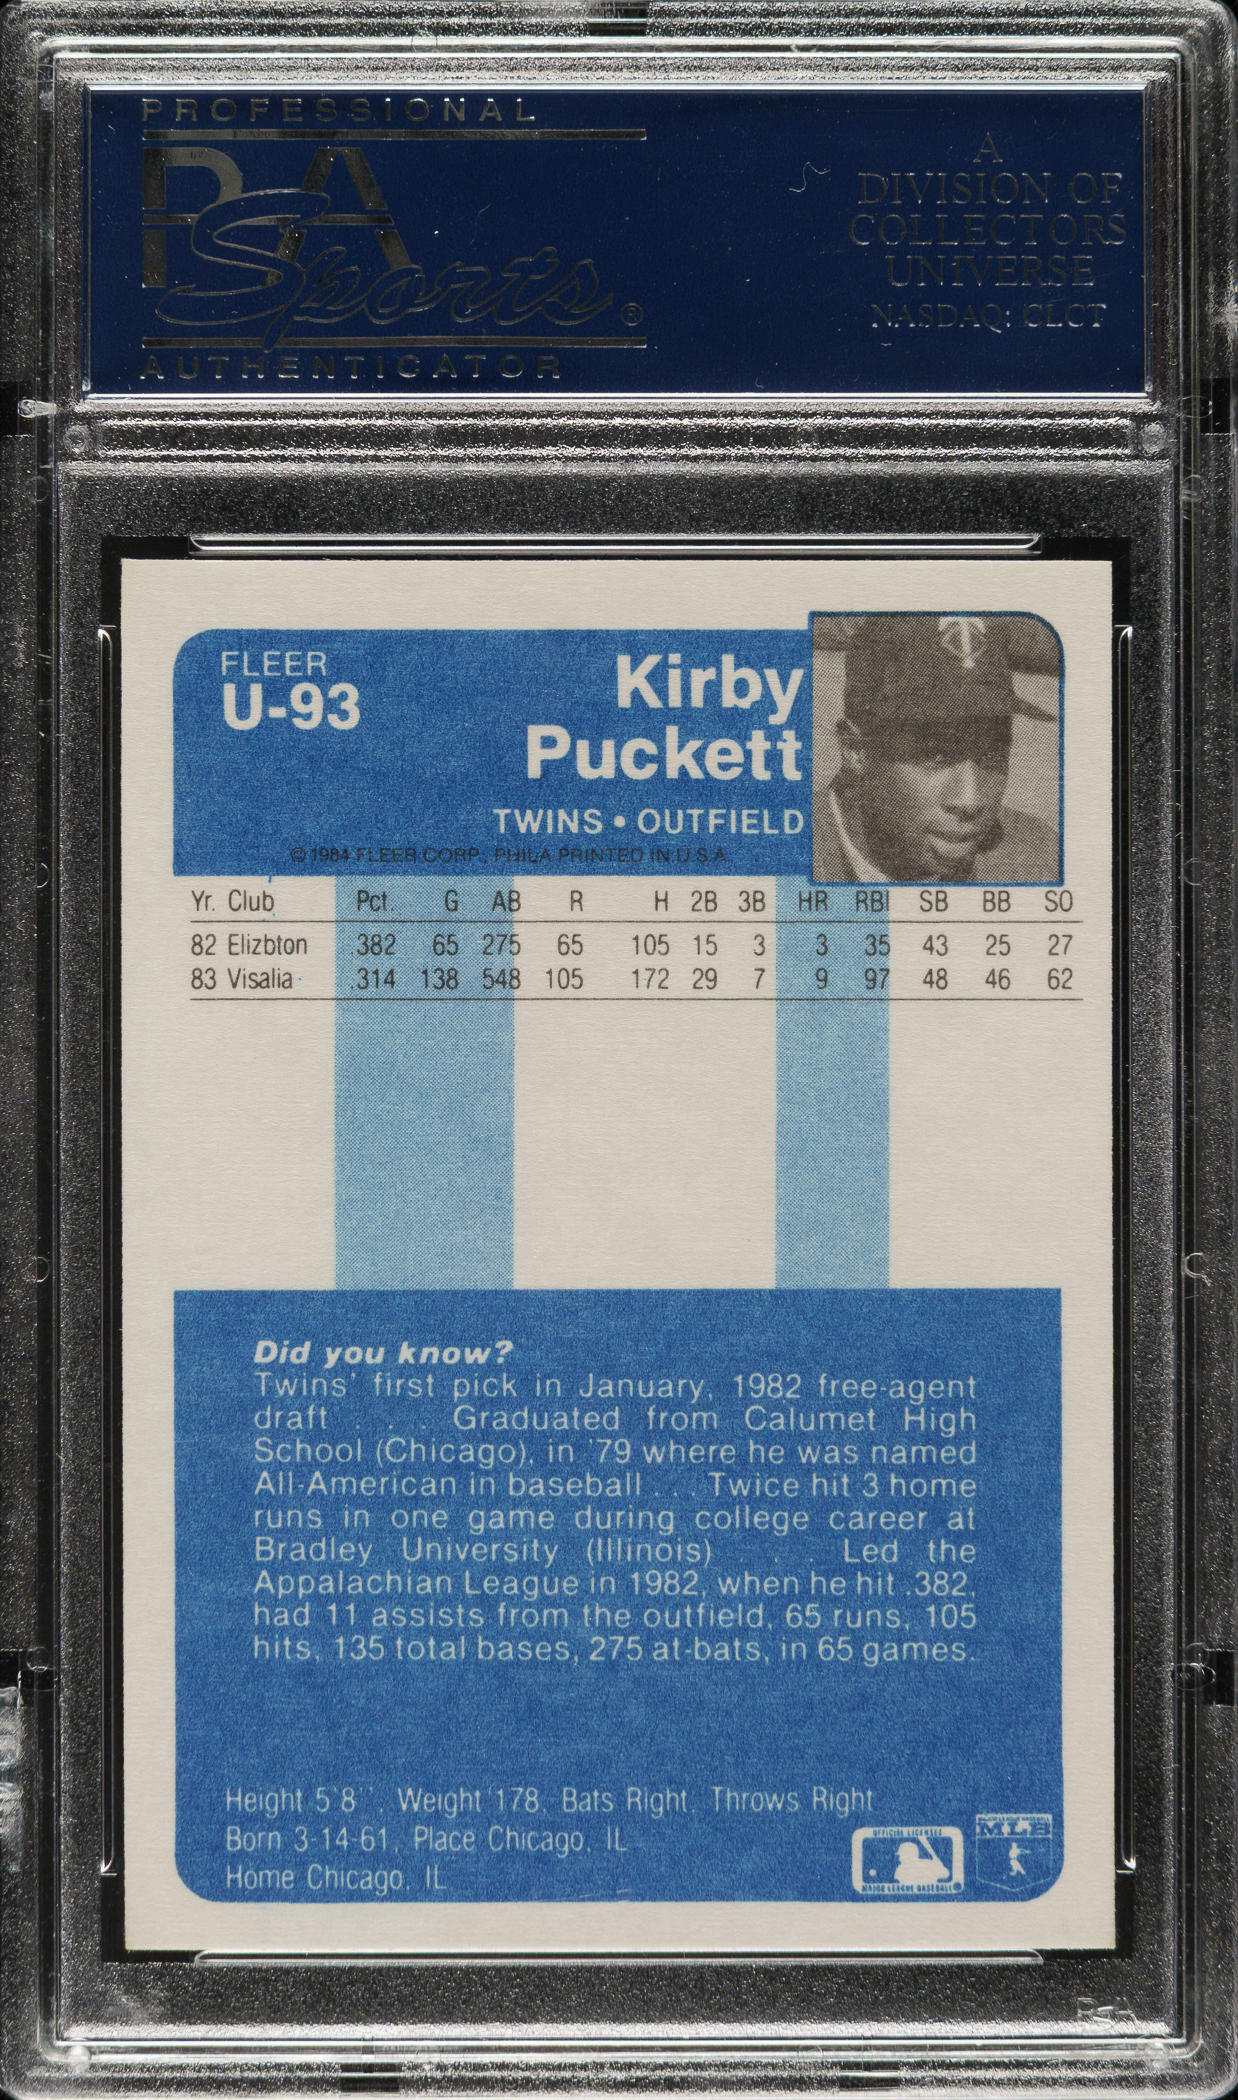 PROFESSIONAL
PSA
Sports®
AUTHENTICATOR
A
DIVISION OF
COLLECTORS
UNIVERSE
NASDAQ: CLCT
FLEER
U-93
Kirby
Puckett
TWINS • OUTFIELD
© 1984 FLEER CORP., PHILA PRINTED IN U.S.A.
Yr. Club Pct. G AB R H 2B 3B HR RBI SB BB SO
82 Elizbton .382 65 275 65 105 15 3 3 35 43 25 27
83 Visalia .314 138 548 105 172 29 7 9 97 48 46 62
Did you know?
Twins' first pick in January, 1982 free-agent
draft . . . Graduated from Calumet High
School (Chicago), in '79 where he was named
All-American in baseball . . . Twice hit 3 home
runs in one game during college career at
Bradley University (Illinois) . . . Led the
Appalachian League in 1982, when he hit .382,
had 11 assists from the outfield, 65 runs, 105
hits, 135 total bases, 275 at-bats, in 65 games.
Height 5'8'', Weight 178, Bats Right, Throws Right
Born 3-14-61, Place Chicago, IL
Home Chicago, IL
OFFICIAL LICENSEE
MAJOR LEAGUE BASEBALL
MLB
PSA